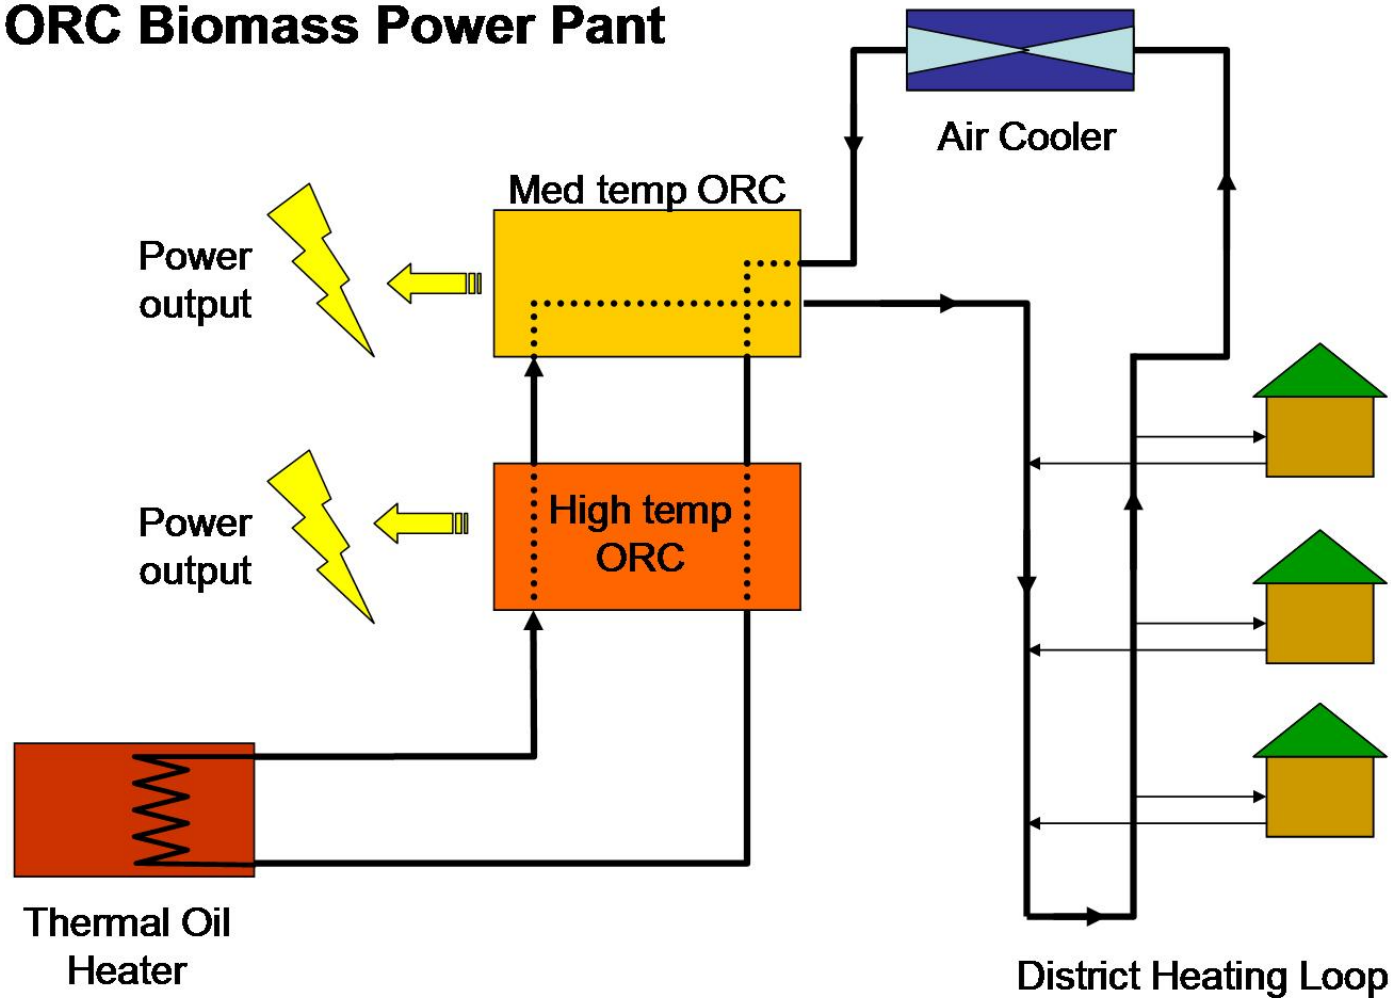 ORC Biomass Power Pant
Air Cooler
Med temp ORC
Power
output
High temp
ORC
Power
output
Thermal Oil
Heater
District Heating Loop